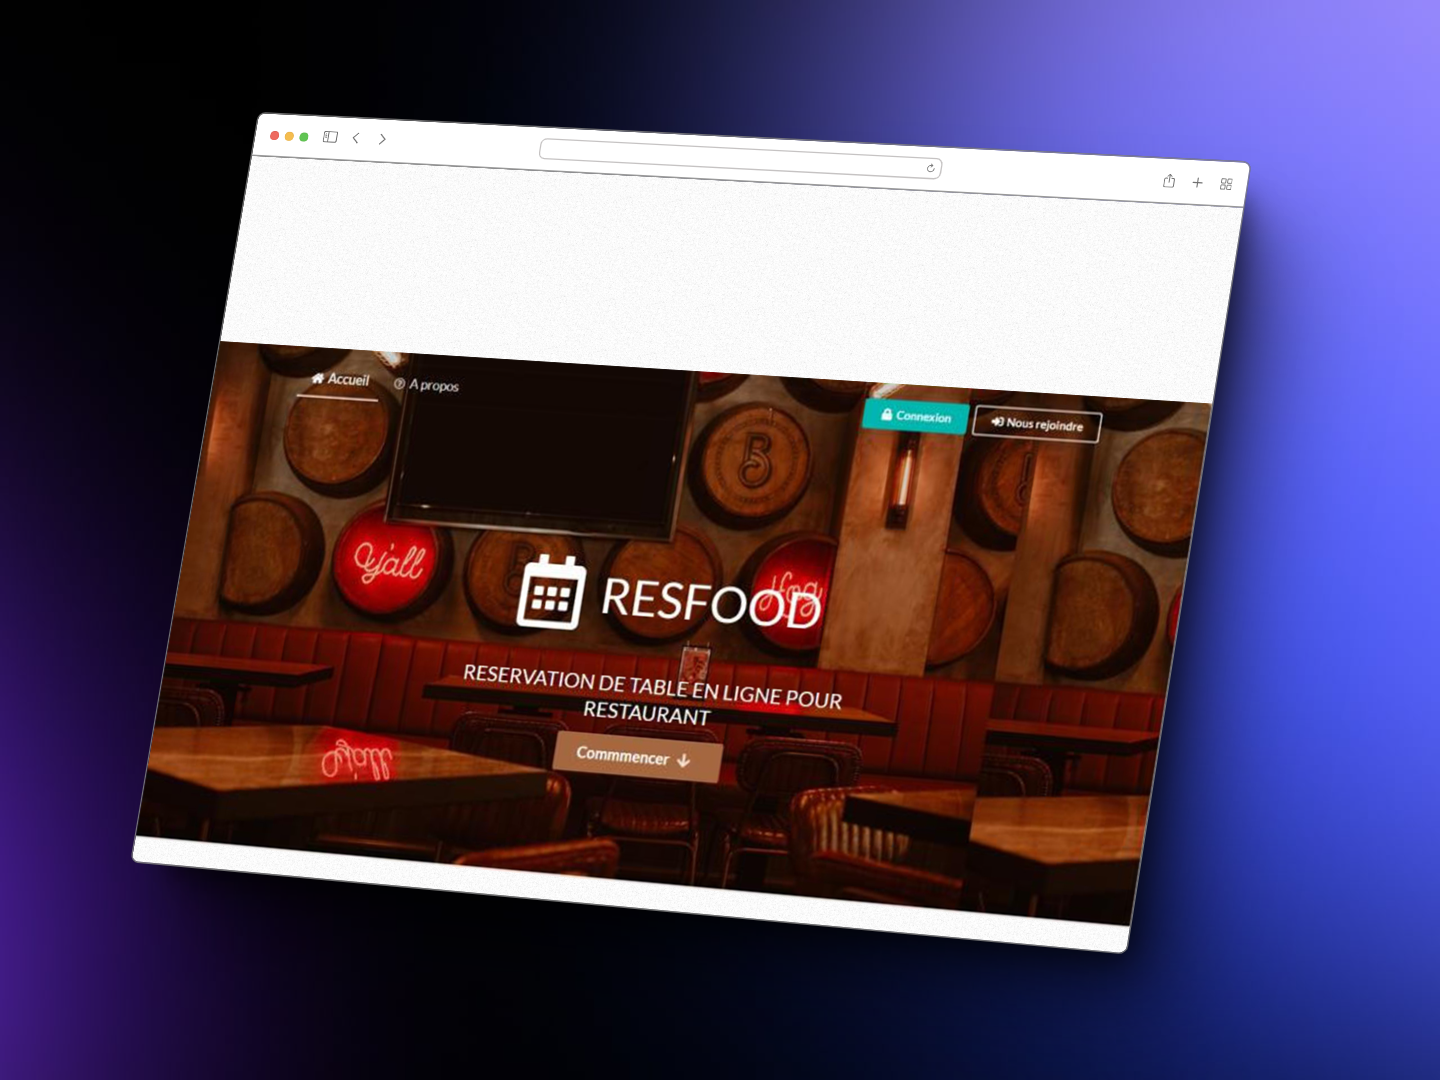 Accueil
A propos
Connexion
Nous rejoindre
B
y'all
B
RESFOOD
RESERVATION DE TABLE EN LIGNE POUR
RESTAURANT
Commmencer